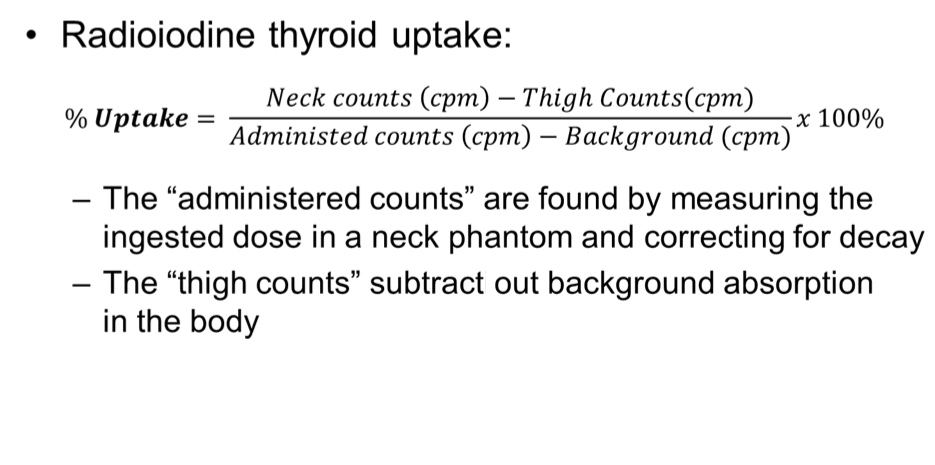 • Radioiodine thyroid uptake:
% Uptake = Neck counts (cpm) − Thigh Counts(cpm) / Administed counts (cpm) − Background (cpm) x 100%
– The “administered counts” are found by measuring the
ingested dose in a neck phantom and correcting for decay
– The “thigh counts” subtract out background absorption
in the body